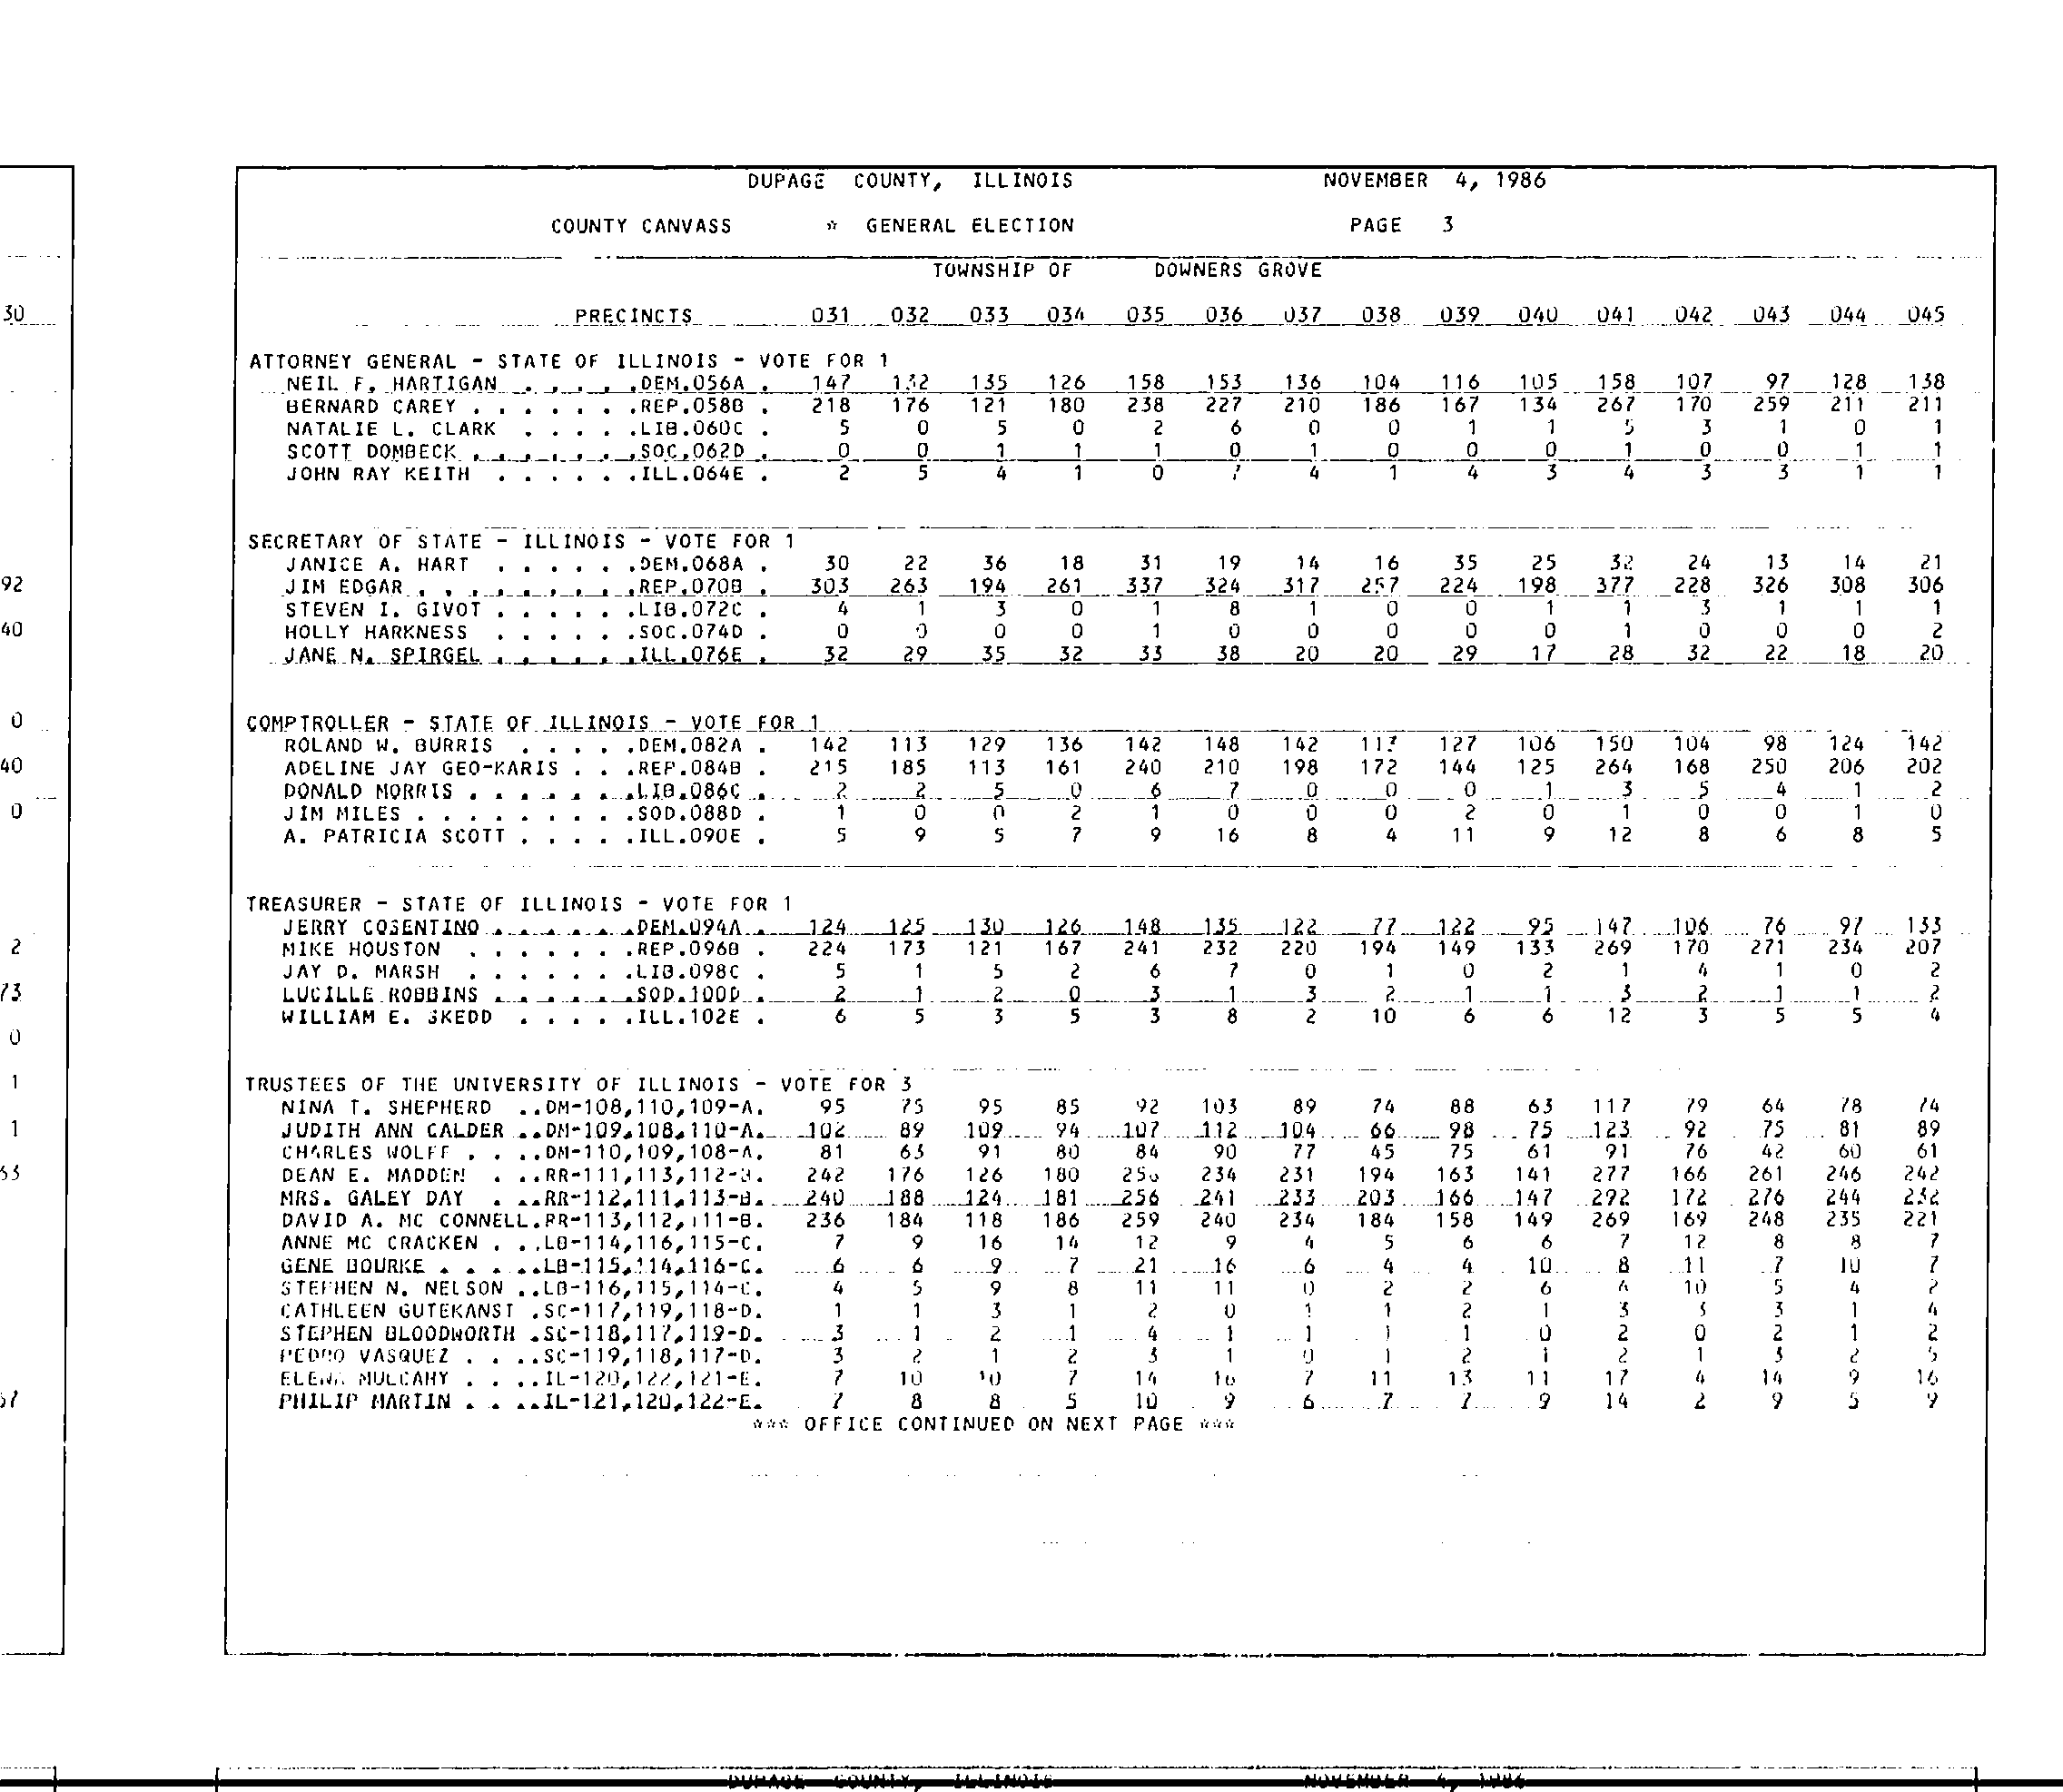 DUPAGE COUNTY, ILLINOIS NOVEMBER 4, 1986
COUNTY CANVASS * GENERAL ELECTION PAGE 3
TOWNSHIP OF DOWNERS GROVE
30
PRECINCTS 031 032 033 034 035 036 037 038 039 040 041 042 043 044 045
ATTORNEY GENERAL - STATE OF ILLINOIS - VOTE FOR 1
NEIL F. HARTIGAN . . . . . .DEM.056A . 147 132 135 126 158 153 136 104 116 105 158 107 97 128 138
BERNARD CAREY . . . . . . .REP.058B . 218 176 121 180 238 227 210 186 167 134 267 170 259 211 211
NATALIE L. CLARK . . . . . .LIB.060C . 5 0 5 0 2 6 0 0 1 1 5 3 1 0 1
SCOTT DOMBECK . . . . . . .SOC.062D . 0 0 1 1 1 0 1 0 0 0 1 0 0 1 1
JOHN RAY KEITH . . . . . .ILL.064E . 2 5 4 1 0 7 4 1 4 3 4 3 3 1 1
SECRETARY OF STATE - ILLINOIS - VOTE FOR 1
JANICE A. HART . . . . . .DEM.068A . 30 22 36 18 31 19 14 16 35 25 32 24 13 14 21
92
JIM EDGAR . . . . . . . . .REP.070B . 303 263 194 261 337 324 317 257 224 198 377 228 326 308 306
STEVEN I. GIVOT . . . . . .LIB.072C . 4 1 3 0 1 8 1 0 0 1 1 3 1 1 1
40
HOLLY HARKNESS . . . . . .SOC.074D . 0 0 0 0 1 0 0 0 0 0 1 0 0 0 2
JANE N. SPIRGEL . . . . . .ILL.076E . 32 29 35 32 33 38 20 20 29 17 28 32 22 18 20
0
COMPTROLLER - STATE OF ILLINOIS - VOTE FOR 1
ROLAND W. BURRIS . . . . .DEM.082A . 142 113 129 136 142 148 142 113 127 106 150 104 98 124 142
40
ADELINE JAY GEO-KARIS . . .REP.084B . 215 185 113 161 240 210 198 172 144 125 264 168 250 206 202
DONALD MORRIS . . . . . . .LIB.086C . 2 2 5 0 6 7 0 0 0 1 3 5 4 1 2
0
JIM MILES . . . . . . . . .SOD.088D . 1 0 0 2 1 0 0 0 2 0 1 0 0 1 0
A. PATRICIA SCOTT . . . . .ILL.090E . 5 9 5 7 9 16 8 4 11 9 12 8 6 8 5
TREASURER - STATE OF ILLINOIS - VOTE FOR 1
JERRY COSENTINO . . . . . .DEM.094A . 124 125 130 126 148 135 122 77 122 95 147 106 76 97 133
2
MIKE HOUSTON . . . . . . .REP.096B . 224 173 121 167 241 232 220 194 149 133 269 170 271 234 207
JAY D. MARSH . . . . . . .LIB.098C . 5 1 5 2 6 7 0 1 0 2 1 4 1 0 2
73
LUCILLE ROBBINS . . . . . .SOD.100D . 2 1 2 0 3 1 3 2 1 1 3 2 1 1 2
WILLIAM E. SKEDD . . . . .ILL.102E . 6 5 3 5 3 8 2 10 6 6 12 3 5 5 4
0
1
TRUSTEES OF THE UNIVERSITY OF ILLINOIS - VOTE FOR 3
NINA T. SHEPHERD ..DM-108,110,109-A. 95 75 95 85 92 103 89 74 88 63 117 79 64 78 74
1
JUDITH ANN CALDER ..DM-109,108,110-A. 102 89 109 94 107 112 104 66 98 75 123 92 75 81 89
CHARLES WOLFF . . ..DM-110,109,108-A. 81 63 91 80 84 90 77 45 75 61 91 76 42 60 61
63
DEAN E. MADDEN . ..RR-111,113,112-B. 242 176 126 180 234 231 194 163 141 277 166 261 246 242
MRS. GALEY DAY . ..RR-112,111,113-B. 240 188 124 181 256 241 233 203 166 147 292 172 276 244 232
DAVID A. MC CONNELL.RR-113,112,111-B. 236 184 118 186 259 240 234 184 158 149 269 169 248 235 221
ANNE MC CRACKEN . ..LB-114,116,115-C. 7 9 16 14 12 9 4 5 6 6 7 12 8 8 7
GENE BOURKE . . . ..LB-115,114,116-C. 6 6 9 7 21 16 6 4 4 10 8 11 7 10 7
STEPHEN N. NELSON ..LB-116,115,114-C. 4 5 9 8 11 11 0 2 2 6 4 10 5 4 2
CATHLEEN GUTEKANST .SC-117,119,118-D. 1 1 3 1 2 0 1 1 2 1 3 3 3 1 4
STEPHEN BLOODWORTH .SC-118,117,119-D. 3 1 2 1 4 1 1 1 1 0 2 0 2 1 2
PEDRO VASQUEZ . . ..SC-119,118,117-D. 3 2 1 2 3 1 0 1 2 1 2 1 3 2 5
ELENA MULCAHY . . ..IL-120,122,121-E. 7 10 10 7 14 16 7 11 13 11 17 4 14 9 16
57
PHILIP MARTIN . . ..IL-121,120,122-E. 7 8 8 5 10 9 6 7 7 9 14 2 9 5 9
*** OFFICE CONTINUED ON NEXT PAGE ***
DUPAGE COUNTY, ILLINOIS NOVEMBER 4, 1986